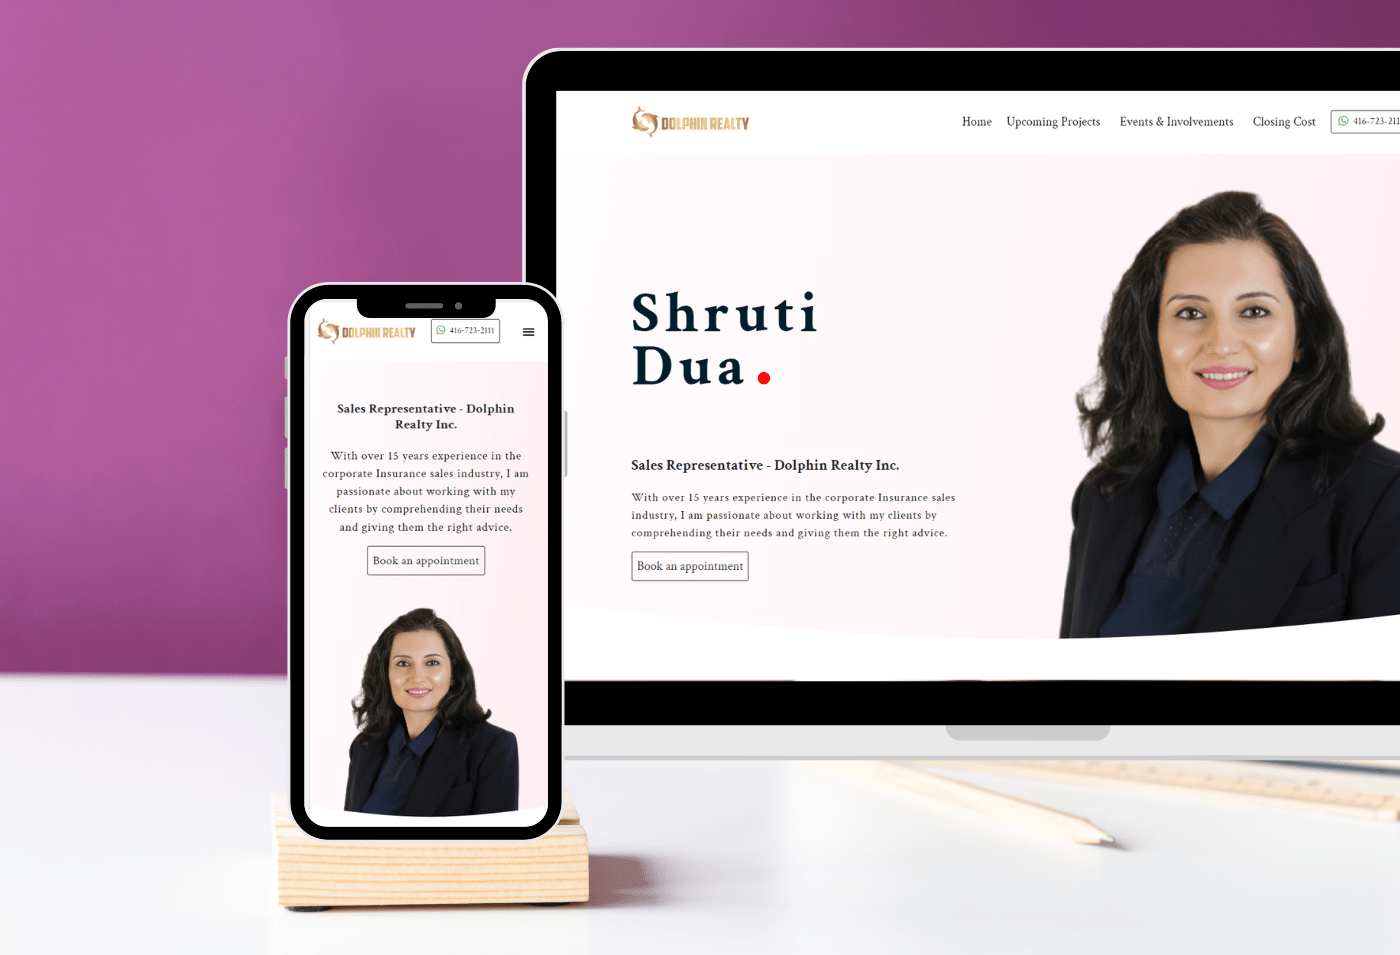 DOLPHIN REALTY
Home
Upcoming Projects
Events & Involvements
Closing Cost
416-723-211
Shruti
Dua
Sales Representative - Dolphin Realty Inc.
With over 15 years experience in the corporate Insurance sales
industry, I am passionate about working with my clients by
comprehending their needs and giving them the right advice.
Book an appointment
DOLPHIN REALTY
416-723-2111
Sales Representative - Dolphin
Realty Inc.
With over 15 years experience in the
corporate Insurance sales industry, I am
passionate about working with my
clients by comprehending their needs
and giving them the right advice.
Book an appointment